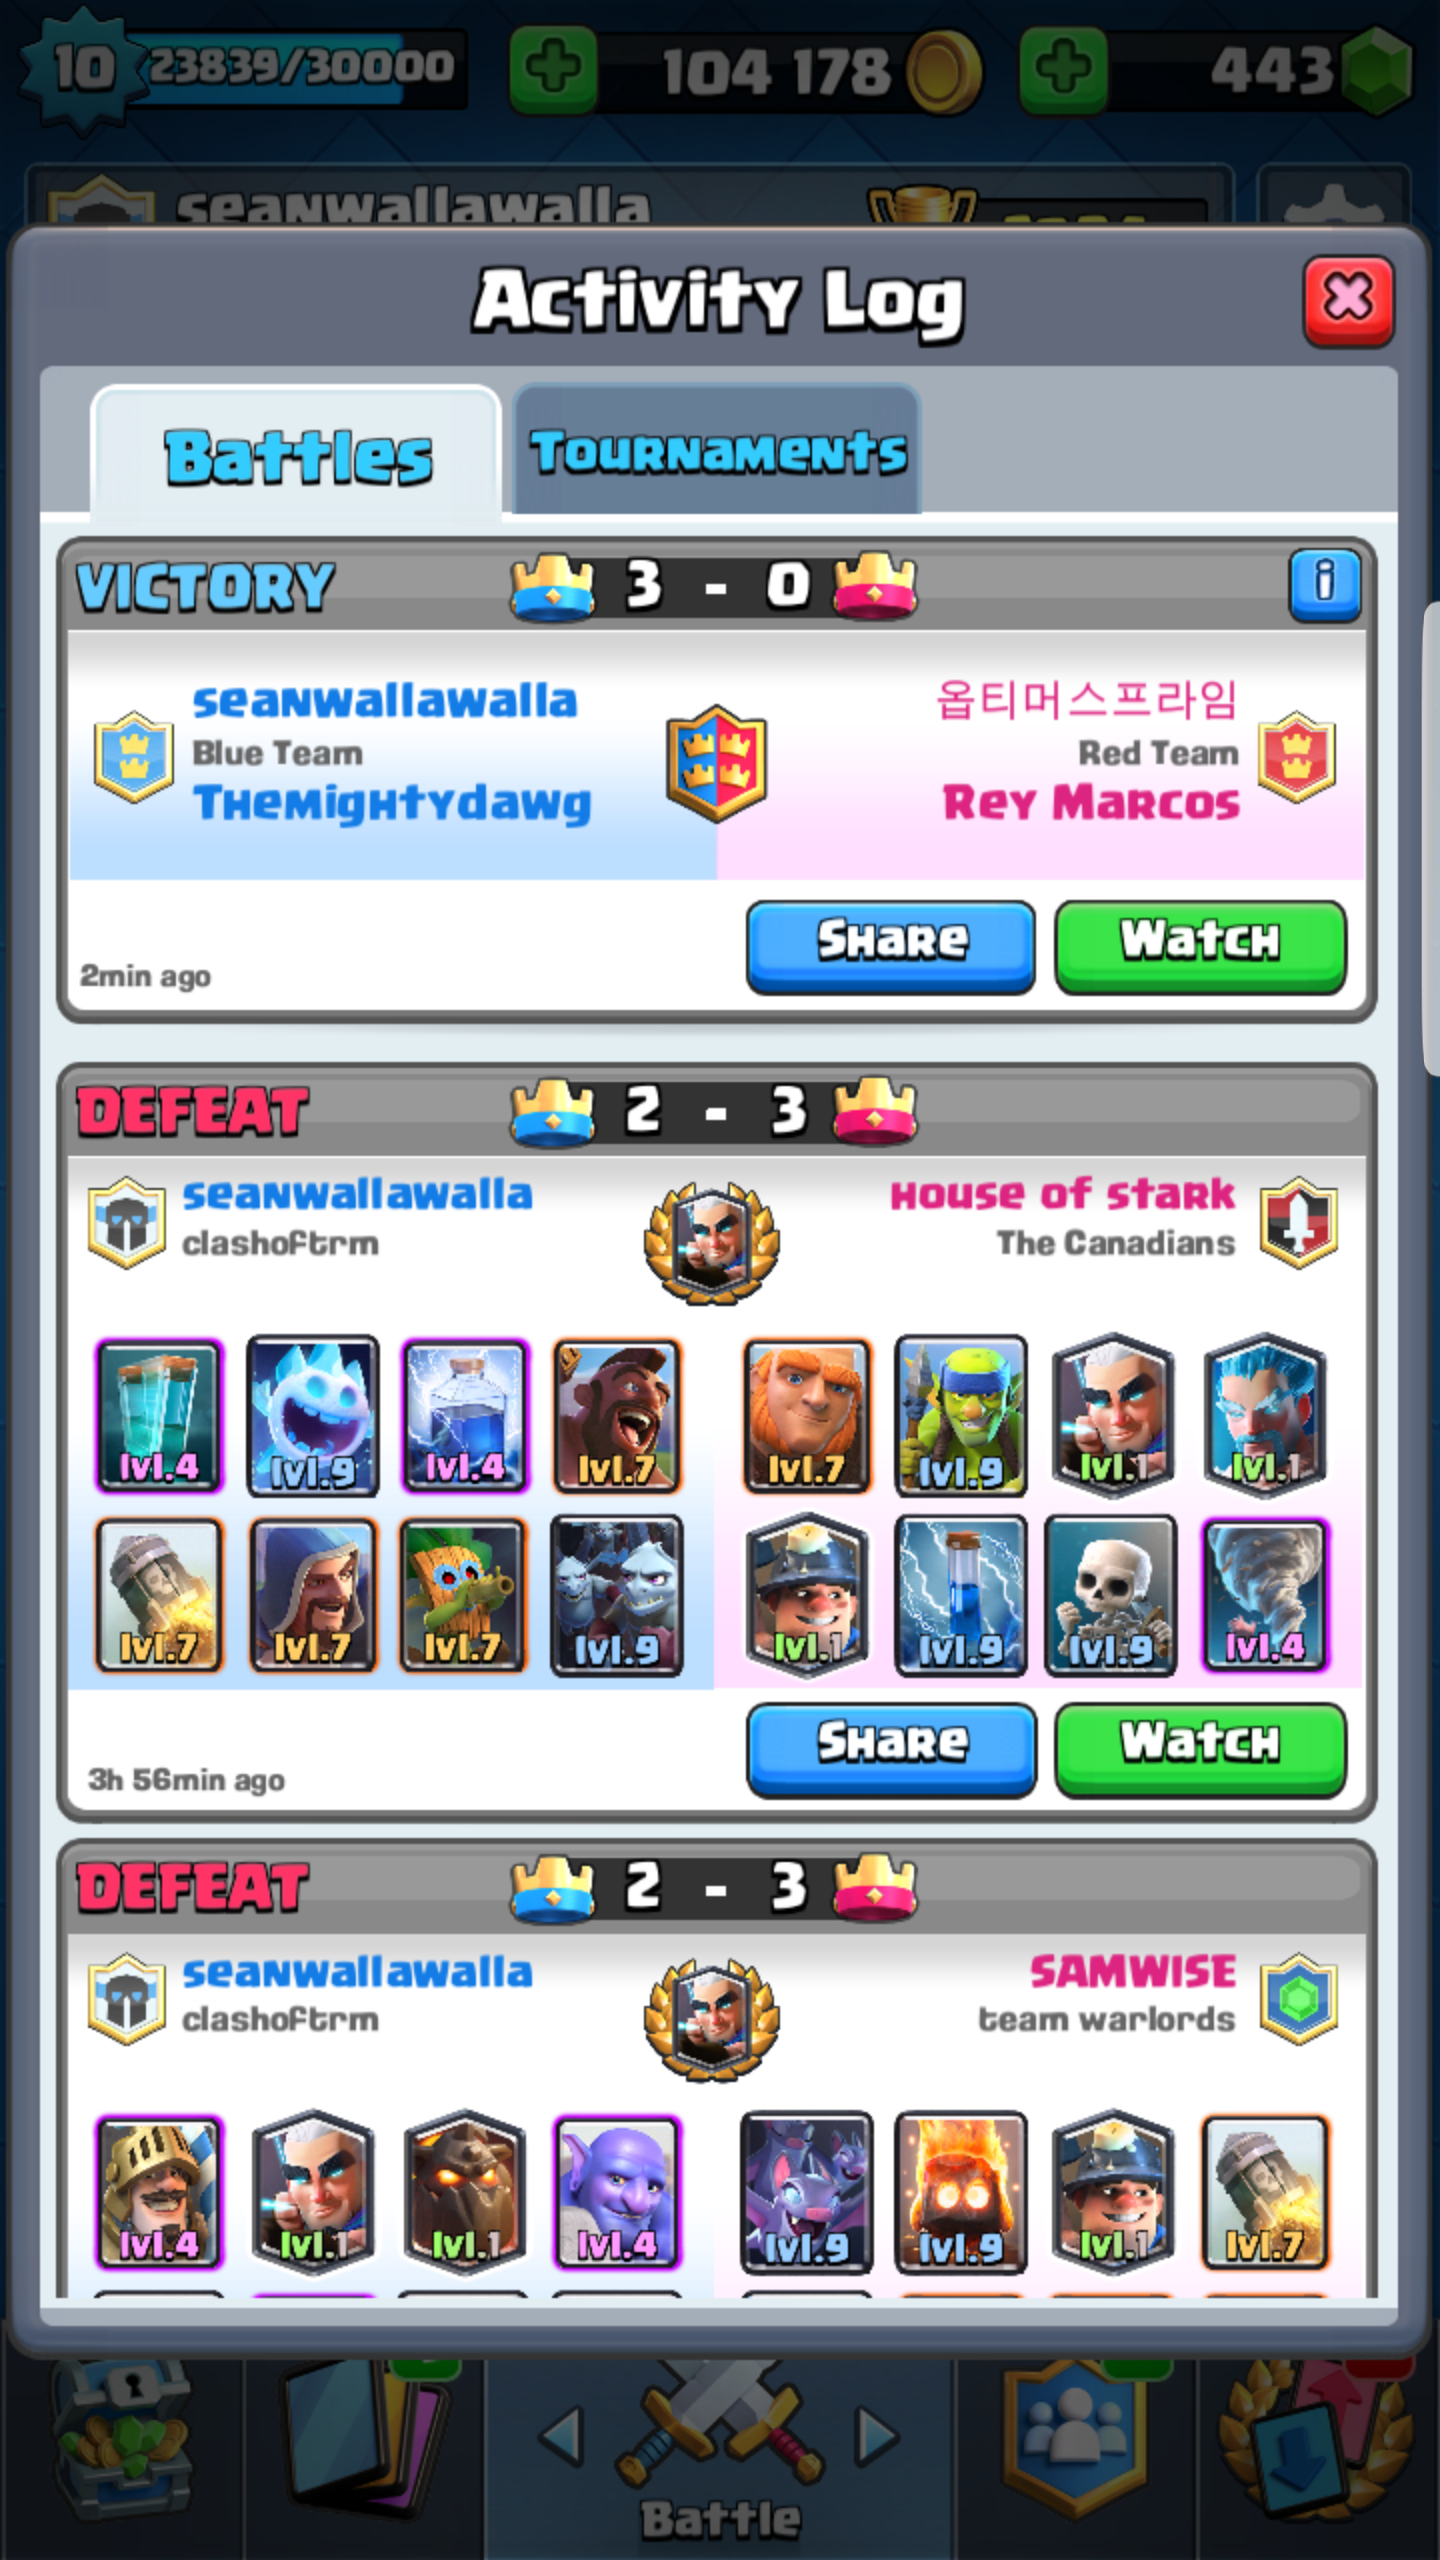 10 23839/30000 104 178 443
seanwallawalla
Activity Log
Battles Tournaments
VICTORY 3 - 0 i
seanwallawalla 옵티머스프라임
Blue Team Red Team
TheMightydawg Rey Marcos
Share Watch
2min ago
DEFEAT 2 - 3
seanwallawalla House of Stark
clashoftrm The Canadians
lvl.4 lvl.9 lvl.4 lvl.7 lvl.7 lvl.9 lvl.1 lvl.1
lvl.7 lvl.7 lvl.7 lvl.9 lvl.1 lvl.9 lvl.9 lvl.4
Share Watch
3h 56min ago
DEFEAT 2 - 3
seanwallawalla SAMWISE
clashoftrm team warlords
lvl.4 lvl.1 lvl.1 lvl.4 lvl.9 lvl.9 lvl.1 lvl.7
Battle